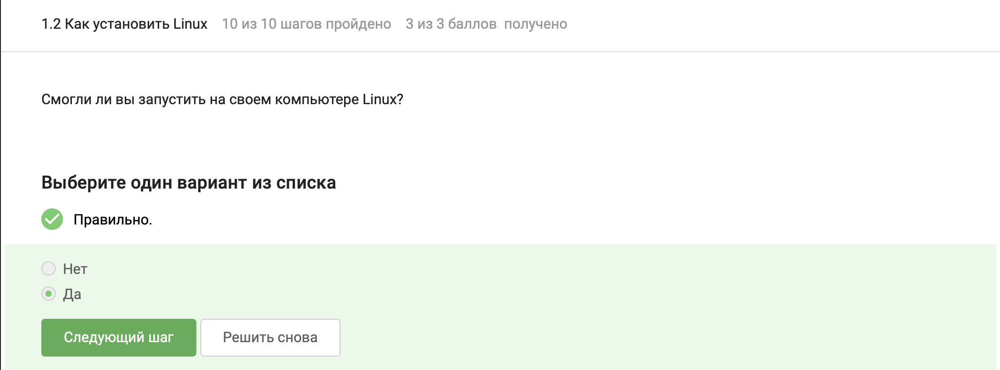 1.2 Как установить Linux 10 из 10 шагов пройдено 3 из 3 баллов получено
Смогли ли вы запустить на своем компьютере Linux?
Выберите один вариант из списка
Правильно.
Нет
Да
Следующий шаг Решить снова